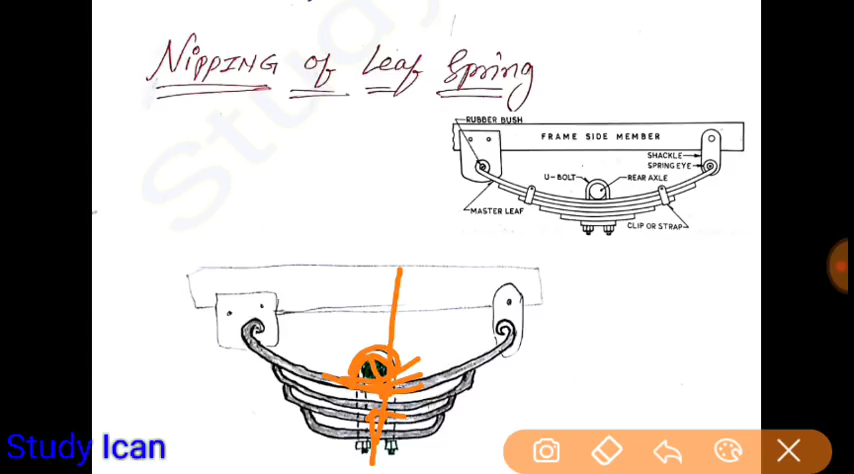 NIPPING of Leaf Spring
RUBBER BUSH
FRAME SIDE MEMBER
SHACKLE
SPRING EYE
U-BOLT
REAR AXLE
MASTER LEAF
CLIP OR STRAP
Study Ican